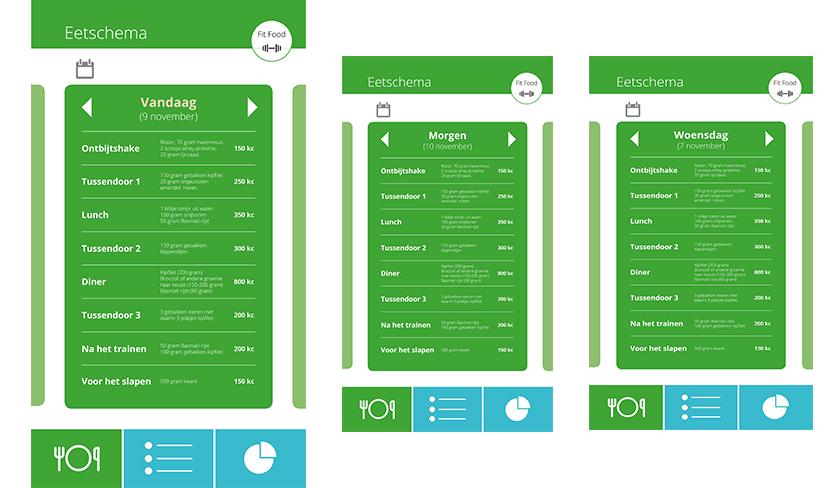 Eetschema
Fit Food
Vandaag
(9 november)
Ontbijtshake
Water, 70 gram havermout,
2 scoops whey proteïne,
20 gram lijnzaad.
150 kc
Tussendoor 1
150 gram gebakken kipfilet
20 gram ongezouten
amandel noten.
250 kc
Lunch
1 blikje tonijn uit water.
100 gram snijbonen
50 gram Basmati rijst
350 kc
Tussendoor 2
150 gram gebakken
kippendijen
300 kc
Diner
Kipfilet (200 gram)
Broccoli of andere groente
naar keuze (150-200 gram)
Basmati rijst (80 gram)
800 kc
Tussendoor 3
3 gebakken eieren met
daarin 3 plakjes kipfilet
200 kc
Na het trainen
50 gram Basmati rijst
100 gram gebakken kipfilet
200 kc
Voor het slapen
500 gram kwark
150 kc
Eetschema
Fit Food
Morgen
(10 november)
Ontbijtshake
Water, 70 gram havermout,
2 scoops whey proteïne,
20 gram lijnzaad.
150 kc
Tussendoor 1
150 gram gebakken kipfilet
20 gram ongezouten
amandel noten.
250 kc
Lunch
1 blikje tonijn uit water.
100 gram snijbonen
50 gram Basmati rijst
350 kc
Tussendoor 2
150 gram gebakken
kippendijen
300 kc
Diner
Kipfilet (200 gram)
Broccoli of andere groente
naar keuze (150-200 gram)
Basmati rijst (80 gram)
800 kc
Tussendoor 3
3 gebakken eieren met
daarin 3 plakjes kipfilet
200 kc
Na het trainen
50 gram Basmati rijst
100 gram gebakken kipfilet
200 kc
Voor het slapen
500 gram kwark
150 kc
Eetschema
Fit Food
Woensdag
(7 november)
Ontbijtshake
Water, 70 gram havermout,
2 scoops whey proteïne,
20 gram lijnzaad.
150 kc
Tussendoor 1
150 gram gebakken kipfilet
20 gram ongezouten
amandel noten.
250 kc
Lunch
1 blikje tonijn uit water.
100 gram snijbonen
50 gram Basmati rijst
350 kc
Tussendoor 2
150 gram gebakken
kippendijen
300 kc
Diner
Kipfilet (200 gram)
Broccoli of andere groente
naar keuze (150-200 gram)
Basmati rijst (80 gram)
800 kc
Tussendoor 3
3 gebakken eieren met
daarin 3 plakjes kipfilet
200 kc
Na het trainen
50 gram Basmati rijst
100 gram gebakken kipfilet
200 kc
Voor het slapen
500 gram kwark
150 kc